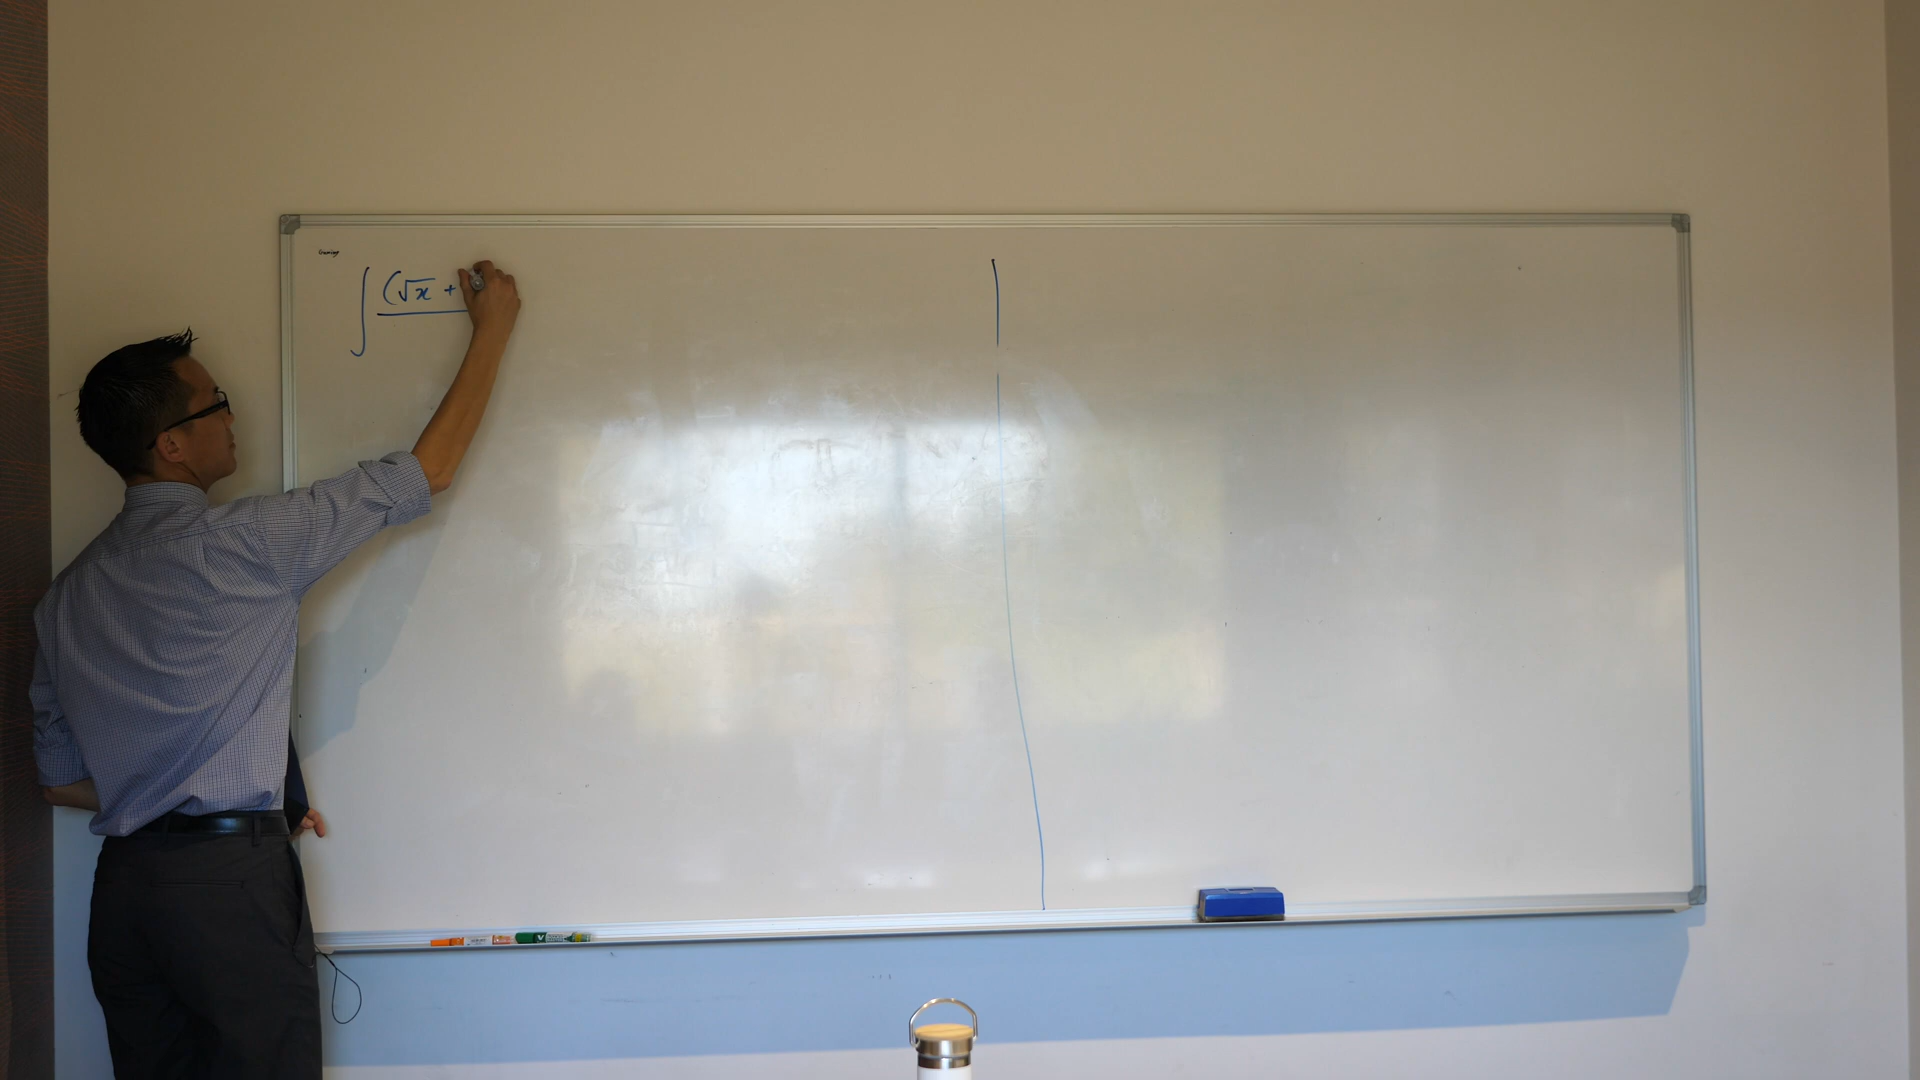 ∫ (√x +